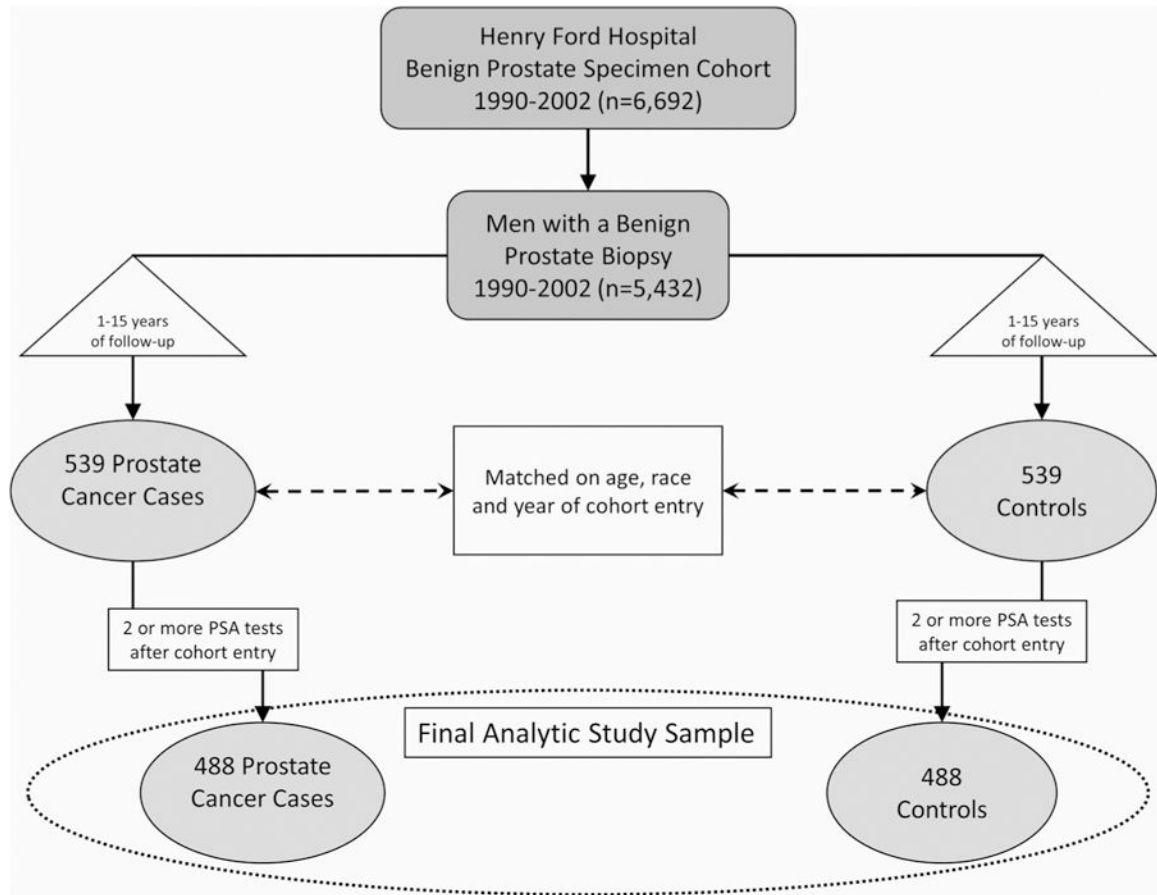 Henry Ford Hospital
Benign Prostate Specimen Cohort
1990-2002 (n=6,692)
Men with a Benign
Prostate Biopsy
1990-2002 (n=5,432)
1-15 years
of follow-up
1-15 years
of follow-up
539 Prostate
Cancer Cases
Matched on age, race
and year of cohort entry
539
Controls
2 or more PSA tests
after cohort entry
2 or more PSA tests
after cohort entry
Final Analytic Study Sample
488 Prostate
Cancer Cases
488
Controls